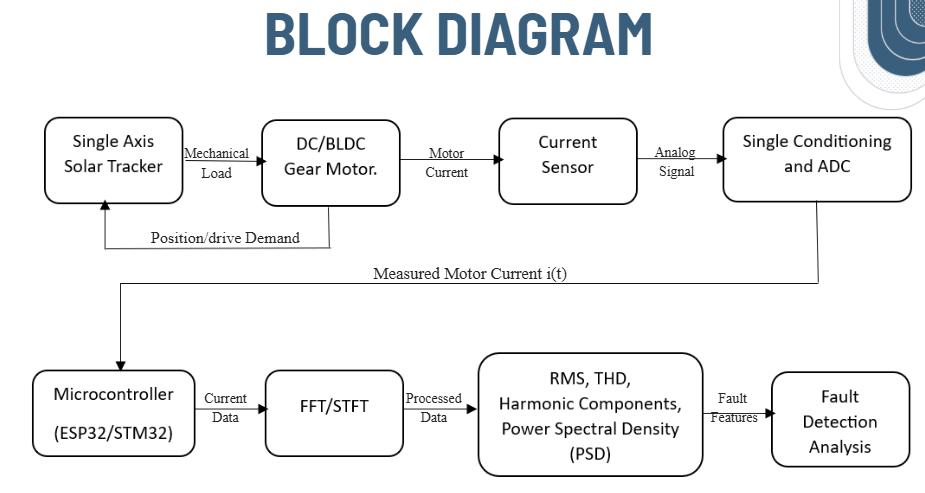 BLOCK DIAGRAM
Single Axis
Solar Tracker
Mechanical
Load
DC/BLDC
Gear Motor.
Motor
Current
Current
Sensor
Analog
Signal
Single Conditioning
and ADC
Position/drive Demand
Measured Motor Current i(t)
Microcontroller
(ESP32/STM32)
Current
Data
FFT/STFT
Processed
Data
RMS, THD,
Harmonic Components,
Power Spectral Density
(PSD)
Fault
Features
Fault
Detection
Analysis